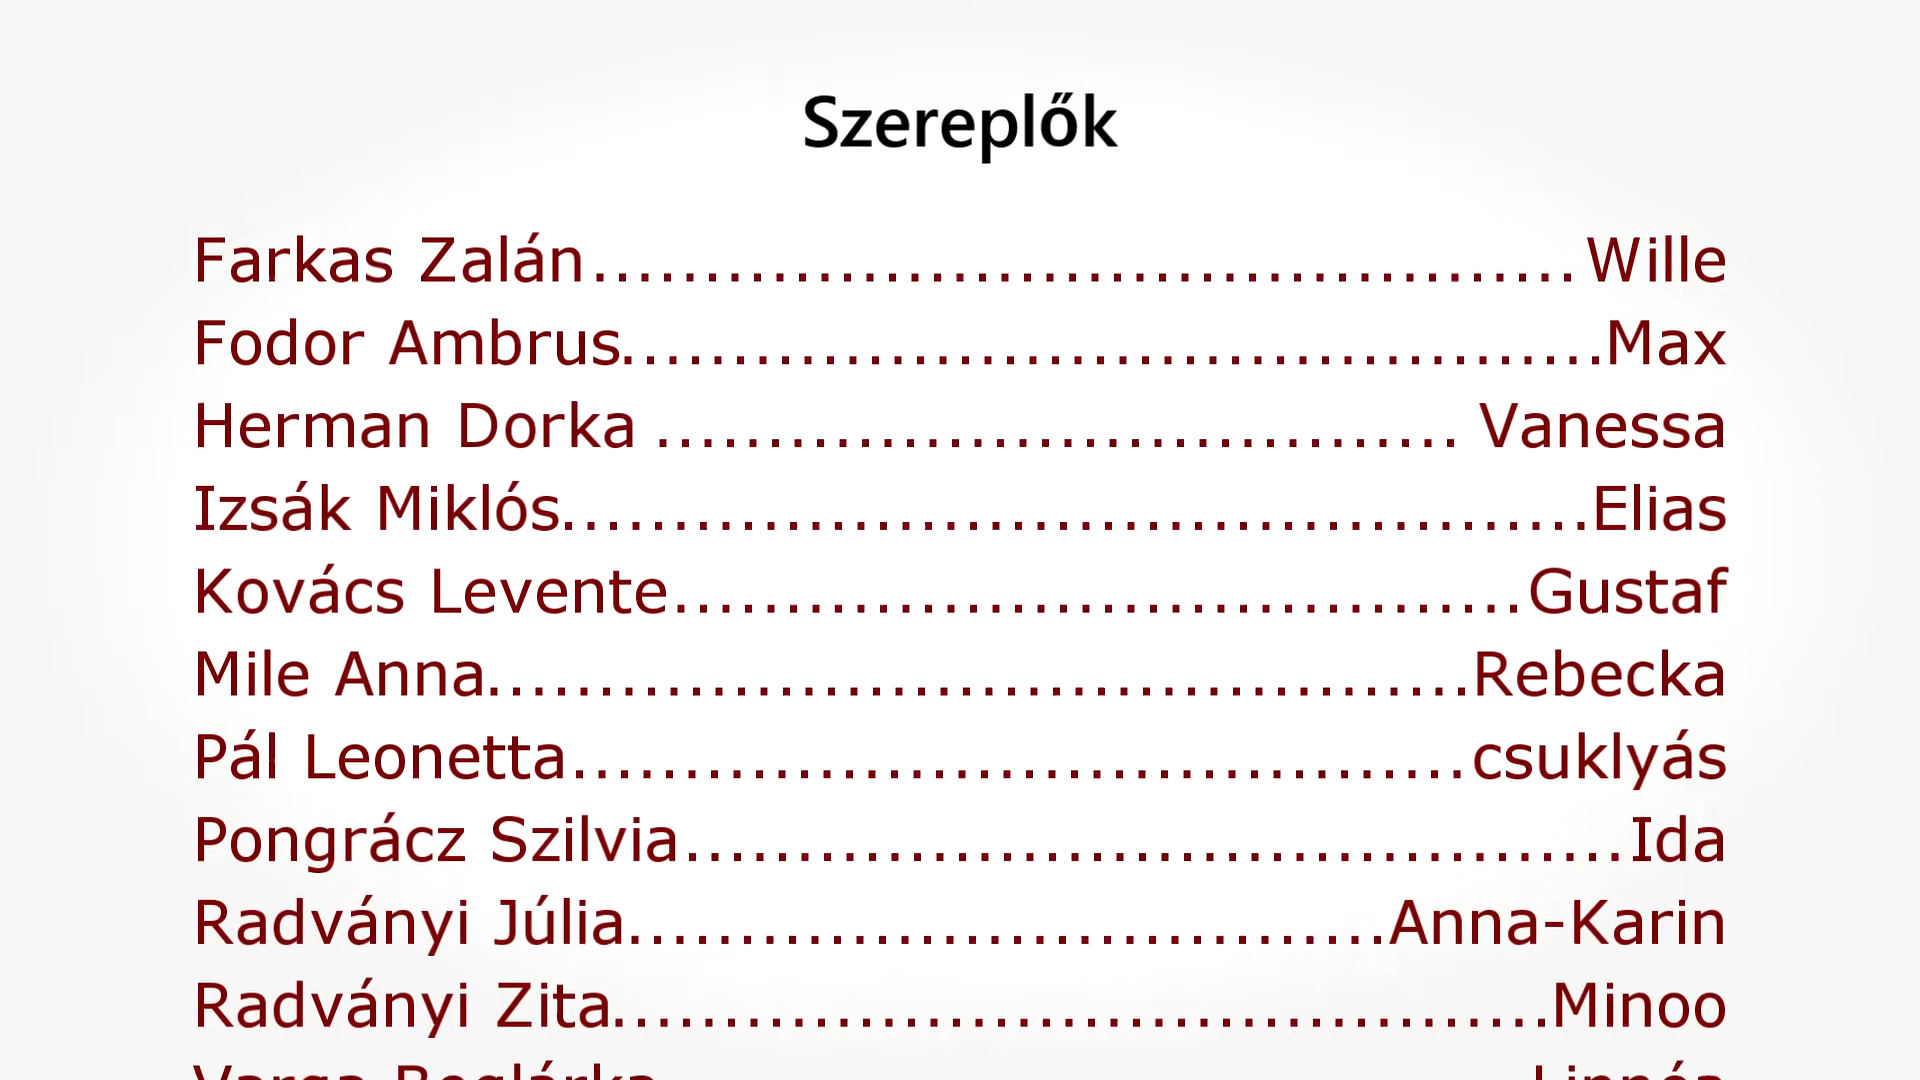 Szereplők
Farkas Zalán............................................Wille
Fodor Ambrus............................................Max
Herman Dorka .................................... Vanessa
Izsák Miklós..............................................Elias
Kovács Levente......................................Gustaf
Mile Anna............................................Rebecka
Pál Leonetta........................................csuklyás
Pongrácz Szilvia..........................................Ida
Radványi Júlia..................................Anna-Karin
Radványi Zita..........................................Minoo